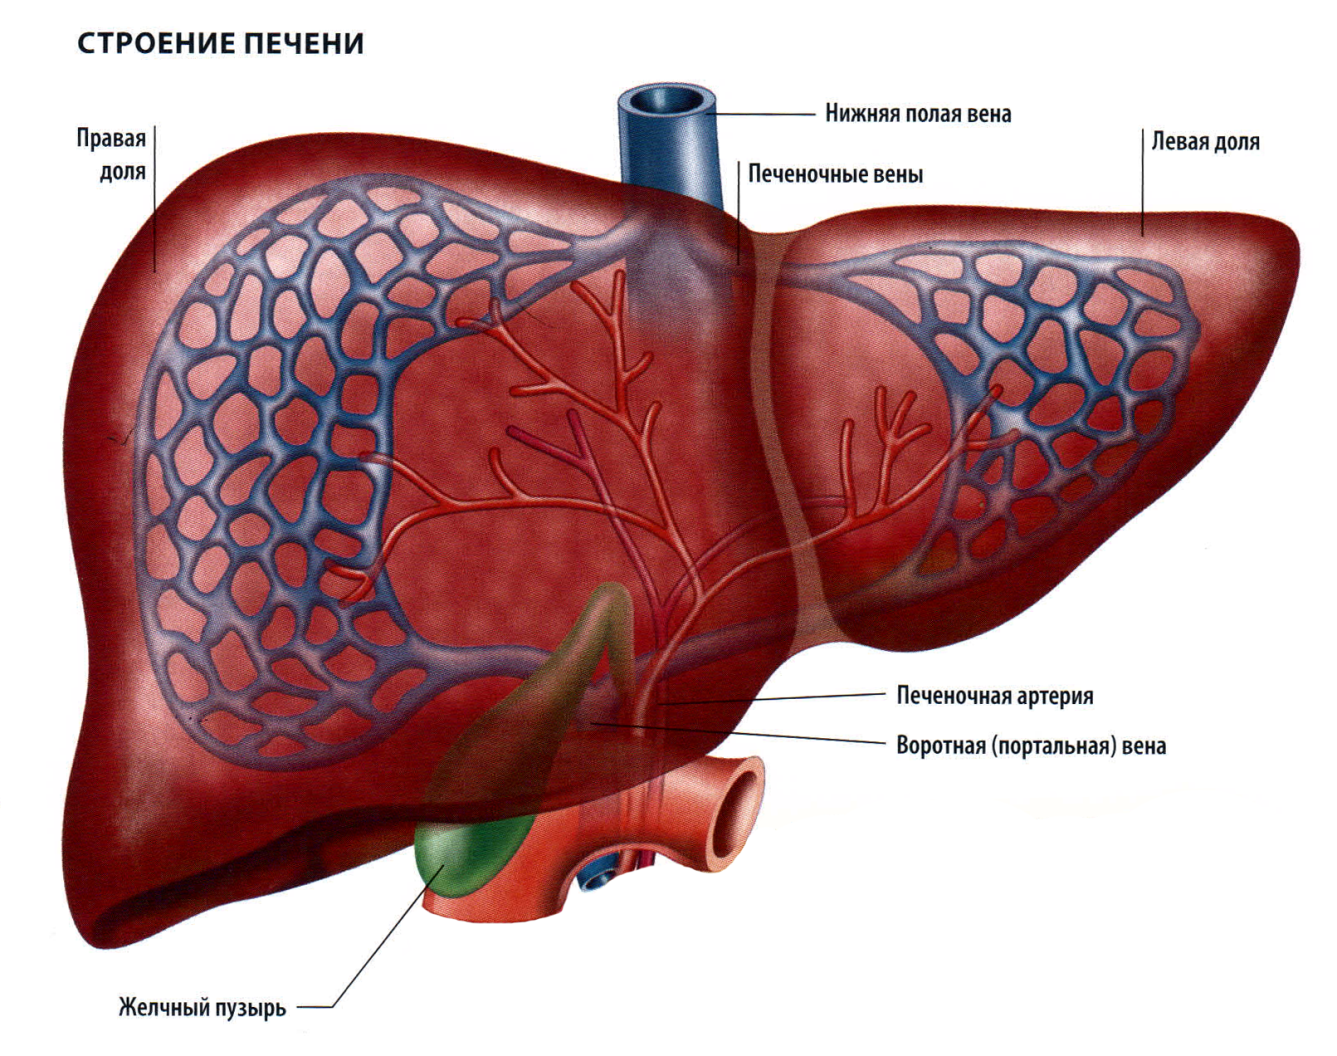 СТРОЕНИЕ ПЕЧЕНИ
Нижняя полая вена
Правая
доля
Левая доля
Печеночные вены
Печеночная артерия
Воротная (портальная) вена
Желчный пузырь